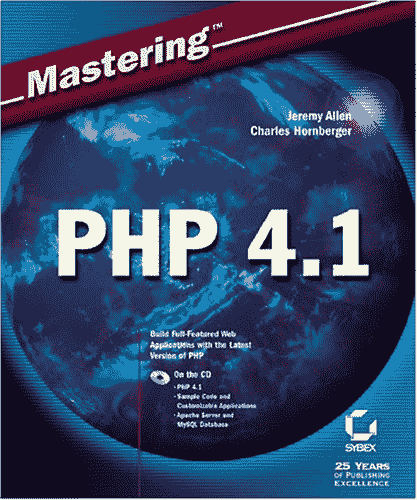 Mastering™
Jeremy Allen
Charles Hornberger
PHP 4.1
Build Full-Featured Web
Applications with the Latest
Version of PHP
On the CD
• PHP 4.1
• Sample Code and
Customizable Applications
• Apache Server and
MySQL Database
SYBEX
25 YEARS
OF PUBLISHING
EXCELLENCE